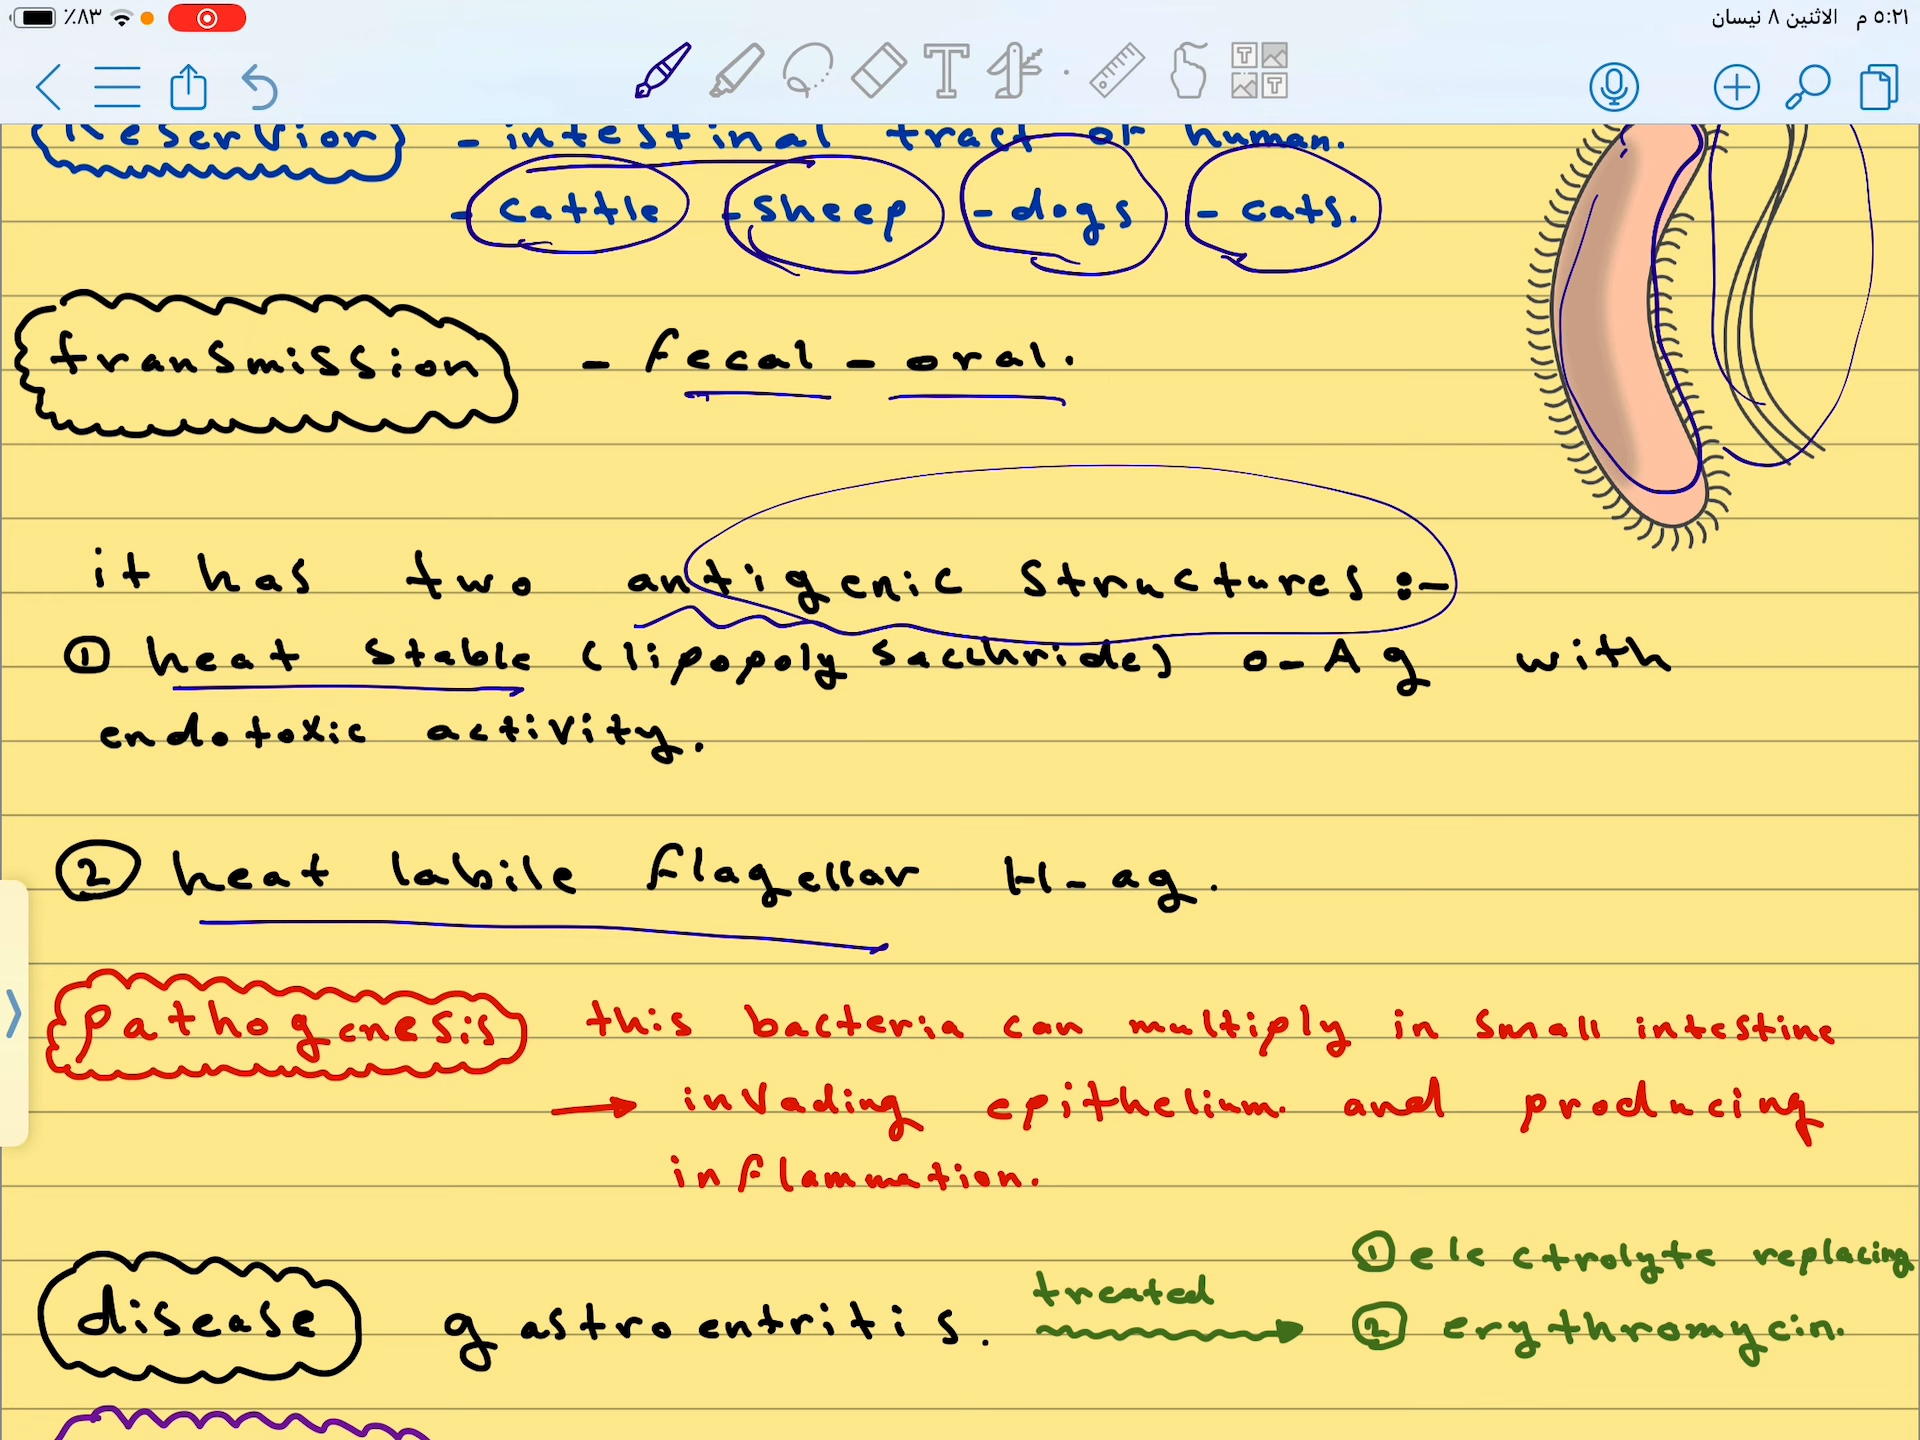 ٪٨٣
٥:٢١ م الاثنين ٨ نيسان
Reservior - intestinal tract of human.
- cattle - sheep - dogs - cats.
transmission - fecal - oral.
it has two antigenic structures :-
① heat stable (lipopoly sacchride) o-Ag with
endotoxic activity.
② heat labile flagellar H-ag.
pathogenesis this bacteria can multiply in small intestine
→ invading epithelium. and producing
inflammation.
① electrolyte replacing
disease gastroentritis. treated ② erythromycin.